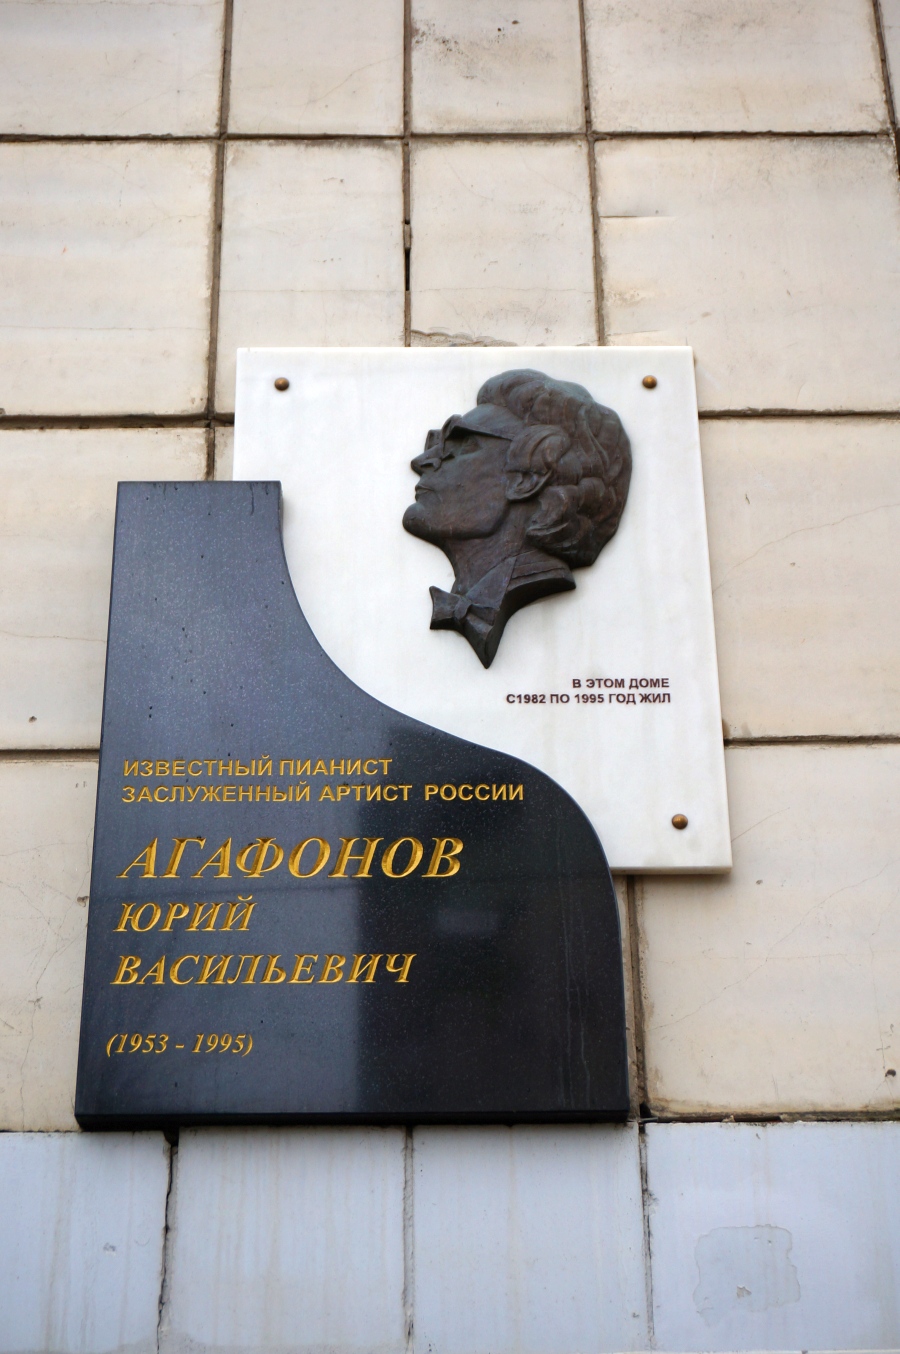 В ЭТОМ ДОМЕ
С1982 ПО 1995 ГОД ЖИЛ
ИЗВЕСТНЫЙ ПИАНИСТ
ЗАСЛУЖЕННЫЙ АРТИСТ РОССИИ
АГАФОНОВ
ЮРИЙ
ВАСИЛЬЕВИЧ
(1953 - 1995)